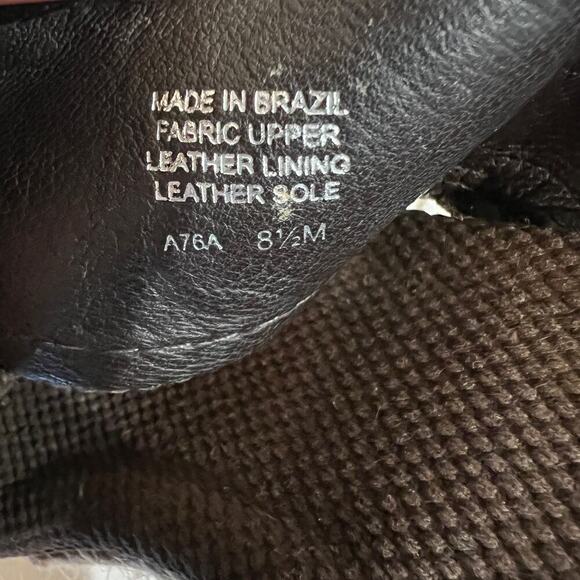 MADE IN BRAZIL
FABRIC UPPER
LEATHER LINING
LEATHER SOLE
A76A 8½M